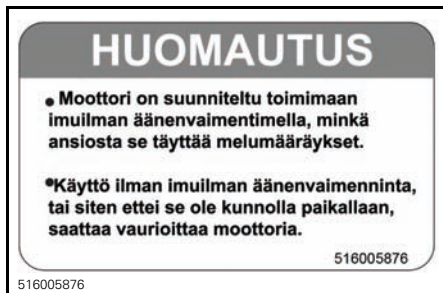 HUOMAUTUS
• Moottori on suunniteltu toimimaan
imuilman äänenvaimentimella, minkä
ansiosta se täyttää melumääräykset.
•Käyttö ilman imuilman äänenvaimenninta,
tai siten ettei se ole kunnolla paikallaan,
saattaa vaurioittaa moottoria.
516005876
516005876